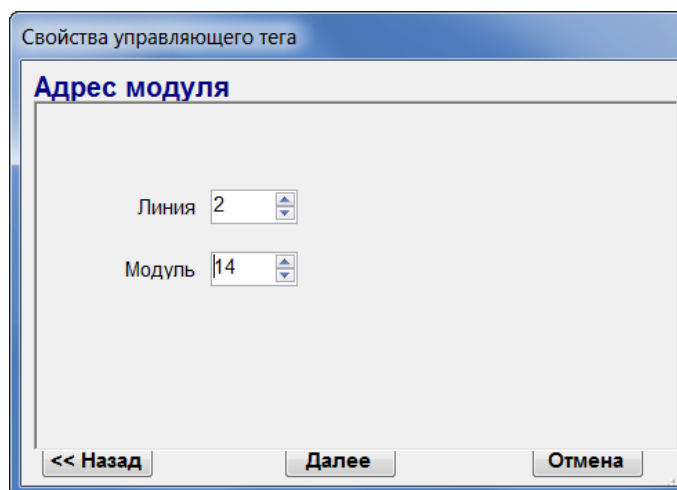 Свойства управляющего тега
Адрес модуля
Линия 2
Модуль 14
<< Назад Далее Отмена